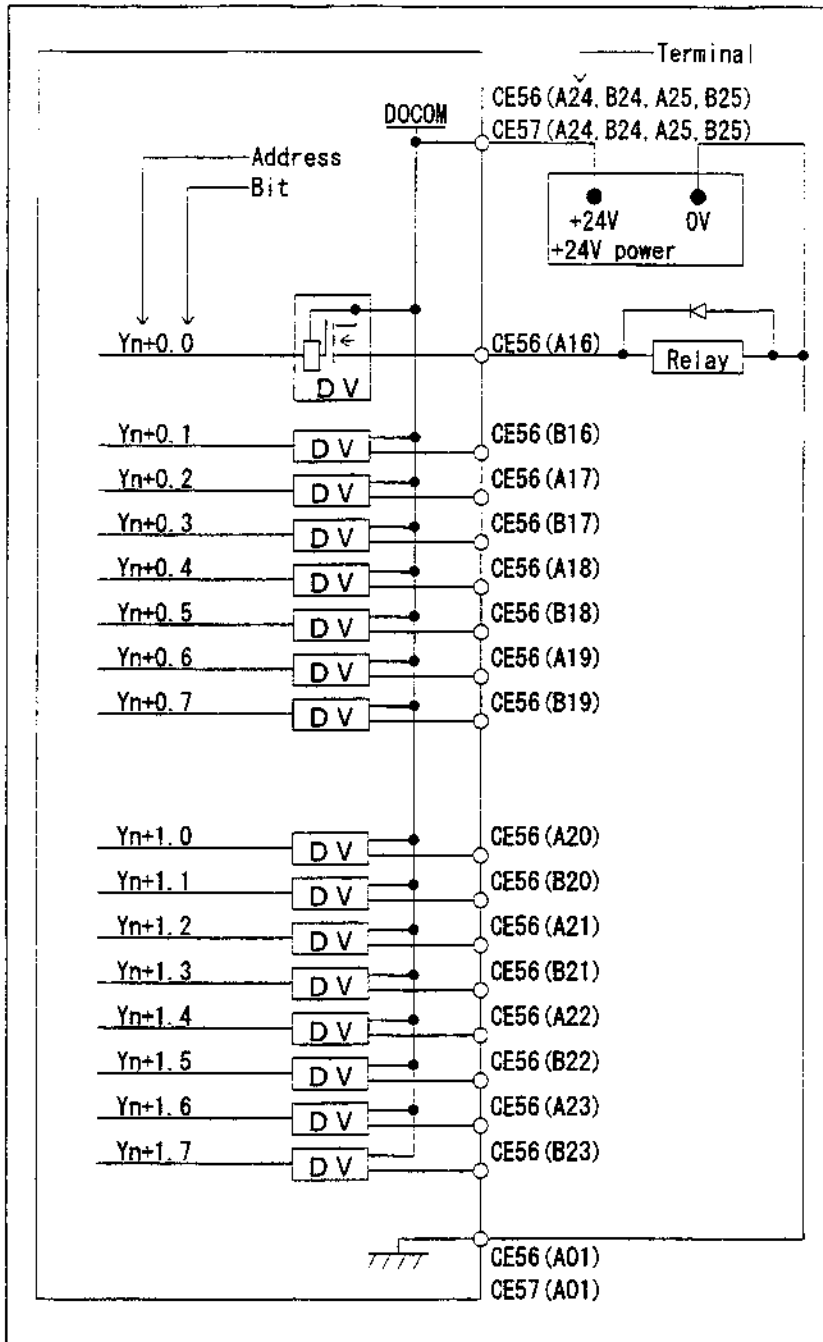 Terminal
CE56(A24, B24, A25, B25)
CE57(A24, B24, A25, B25)
DOCOM
Address
Bit
+24V 0V
+24V power
Yn+0.0 DV CE56(A16) Relay
Yn+0.1 DV CE56(B16)
Yn+0.2 DV CE56(A17)
Yn+0.3 DV CE56(B17)
Yn+0.4 DV CE56(A18)
Yn+0.5 DV CE56(B18)
Yn+0.6 DV CE56(A19)
Yn+0.7 DV CE56(B19)
Yn+1.0 DV CE56(A20)
Yn+1.1 DV CE56(B20)
Yn+1.2 DV CE56(A21)
Yn+1.3 DV CE56(B21)
Yn+1.4 DV CE56(A22)
Yn+1.5 DV CE56(B22)
Yn+1.6 DV CE56(A23)
Yn+1.7 DV CE56(B23)
CE56(A01)
CE57(A01)